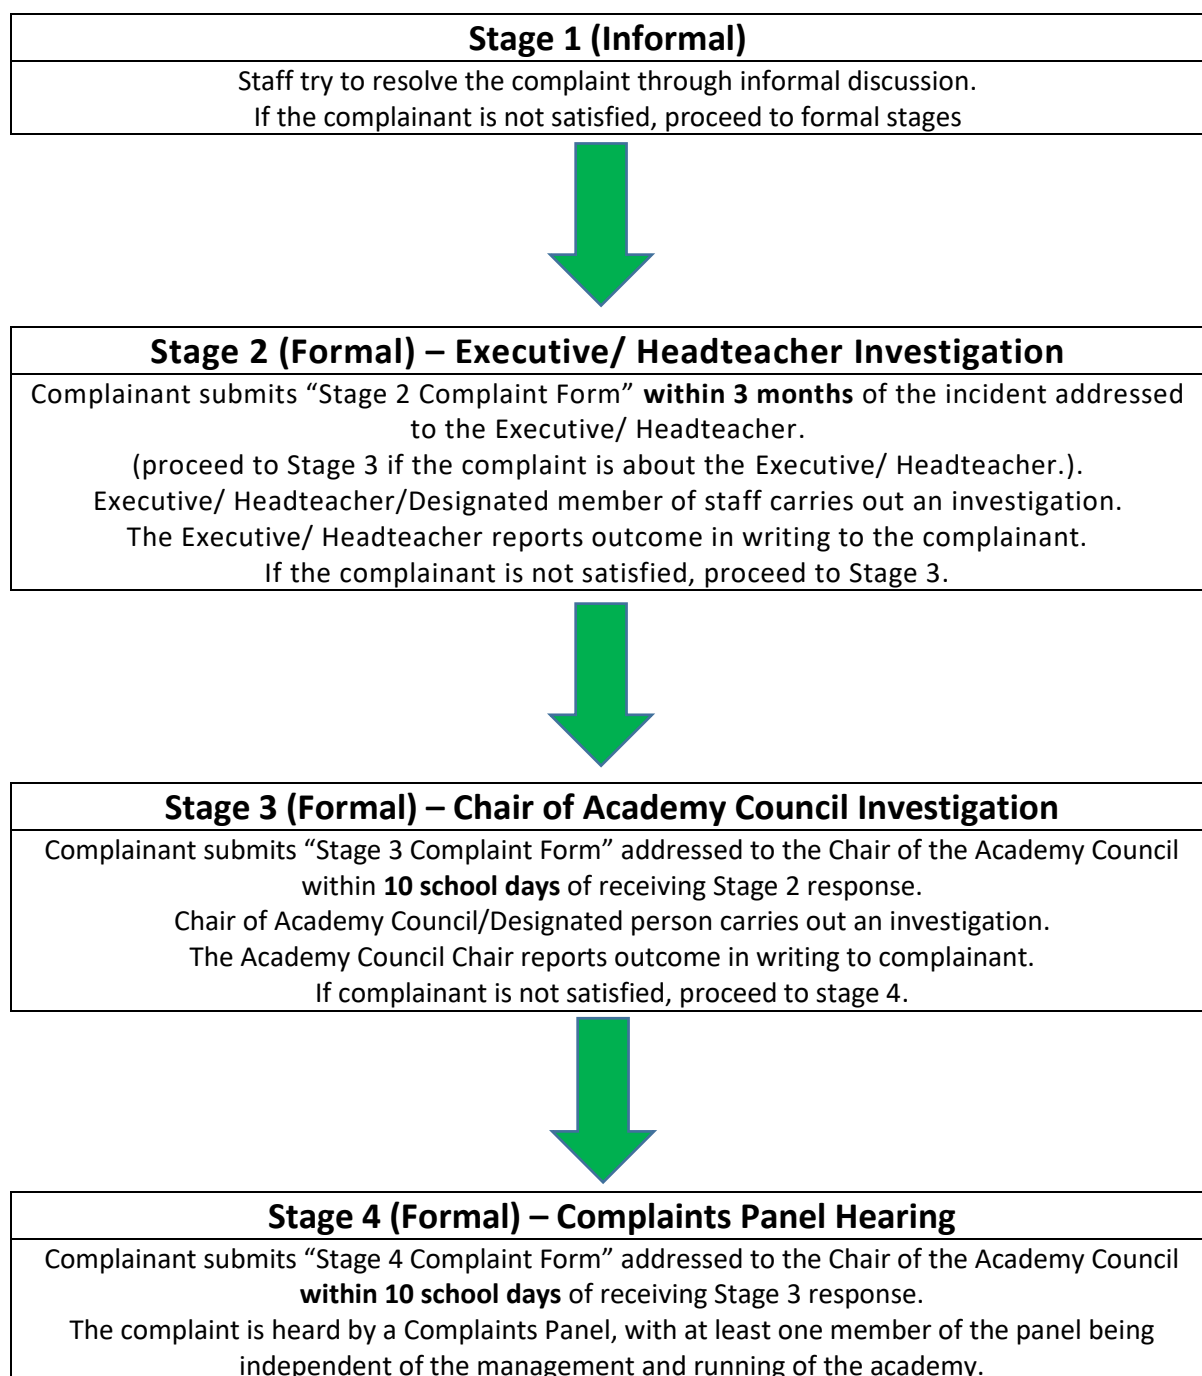 Stage 1 (Informal)
Staff try to resolve the complaint through informal discussion.
If the complainant is not satisfied, proceed to formal stages
Stage 2 (Formal) – Executive/ Headteacher Investigation
Complainant submits “Stage 2 Complaint Form” within 3 months of the incident addressed
to the Executive/ Headteacher.
(proceed to Stage 3 if the complaint is about the Executive/ Headteacher.).
Executive/ Headteacher/Designated member of staff carries out an investigation.
The Executive/ Headteacher reports outcome in writing to the complainant.
If the complainant is not satisfied, proceed to Stage 3.
Stage 3 (Formal) – Chair of Academy Council Investigation
Complainant submits “Stage 3 Complaint Form” addressed to the Chair of the Academy Council
within 10 school days of receiving Stage 2 response.
Chair of Academy Council/Designated person carries out an investigation.
The Academy Council Chair reports outcome in writing to complainant.
If complainant is not satisfied, proceed to stage 4.
Stage 4 (Formal) – Complaints Panel Hearing
Complainant submits “Stage 4 Complaint Form” addressed to the Chair of the Academy Council
within 10 school days of receiving Stage 3 response.
The complaint is heard by a Complaints Panel, with at least one member of the panel being
independent of the management and running of the academy.